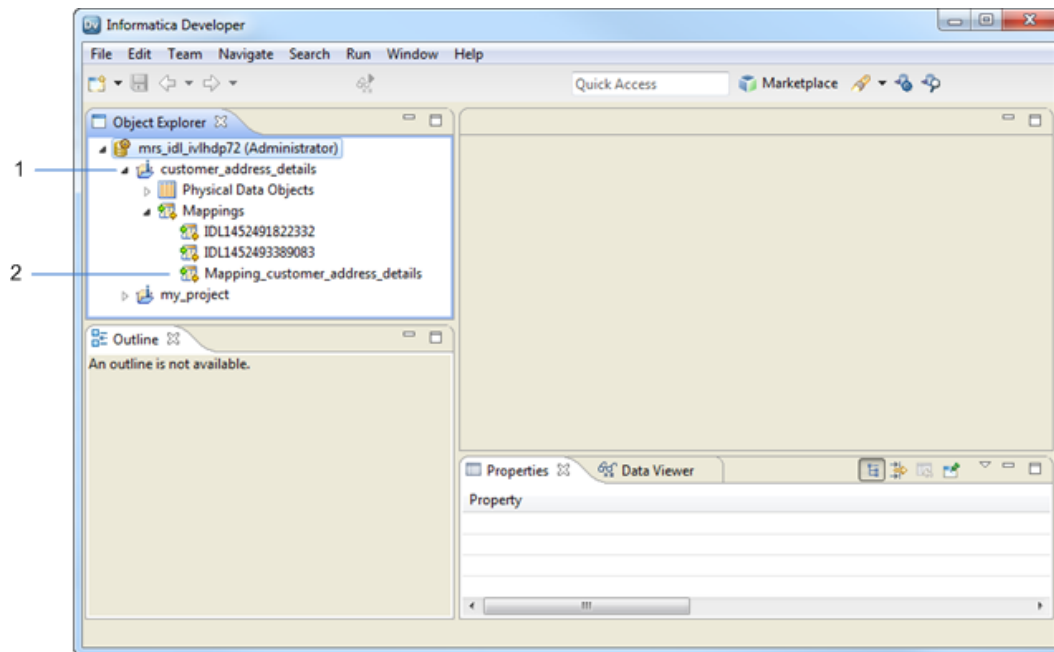 Informatica Developer
File Edit Team Navigate Search Run Window Help
Quick Access Marketplace
Object Explorer
mrs_idl_ivlhdp72 (Administrator)
1 customer_address_details
Physical Data Objects
Mappings
IDL1452491822332
IDL1452493389083
2 Mapping_customer_address_details
my_project
Outline
An outline is not available.
Properties Data Viewer
Property